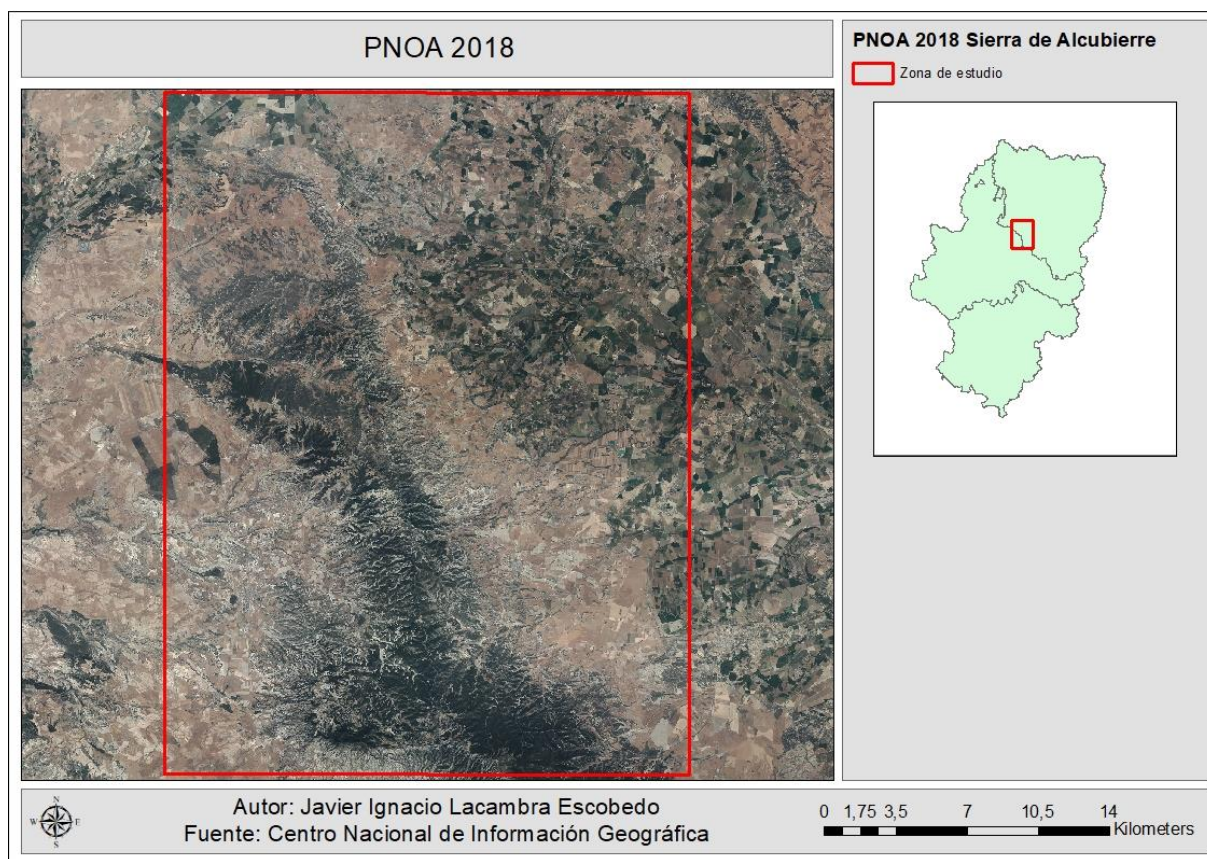 PNOA 2018
PNOA 2018 Sierra de Alcubierre
Zona de estudio
N
W E
S
Autor: Javier Ignacio Lacambra Escobedo
Fuente: Centro Nacional de Información Geográfica
0 1,75 3,5 7 10,5 14
Kilometers